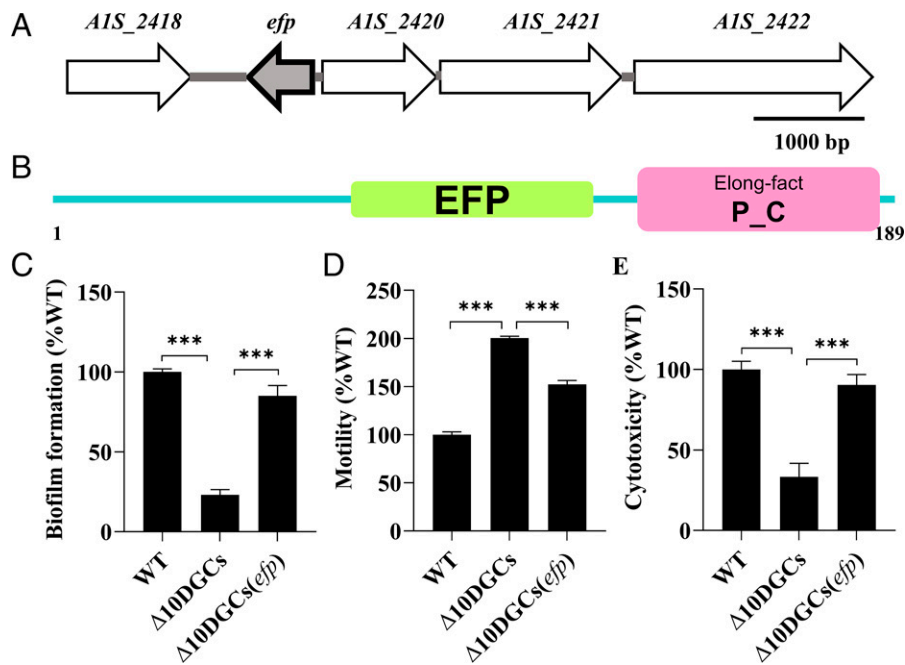 A
A1S_2418 efp A1S_2420 A1S_2421 A1S_2422
1000 bp
B
EFP
Elong-fact
P_C
1 189
C
Biofilm formation (%WT)
150
100
50
0
*** ***
WT
Δ10DGCs
Δ10DGCs(efp)
D
Motility (%WT)
250
200
150
100
50
0
*** ***
WT
Δ10DGCs
Δ10DGCs(efp)
E
Cytotoxicity (%WT)
150
100
50
0
*** ***
WT
Δ10DGCs
Δ10DGCs(efp)